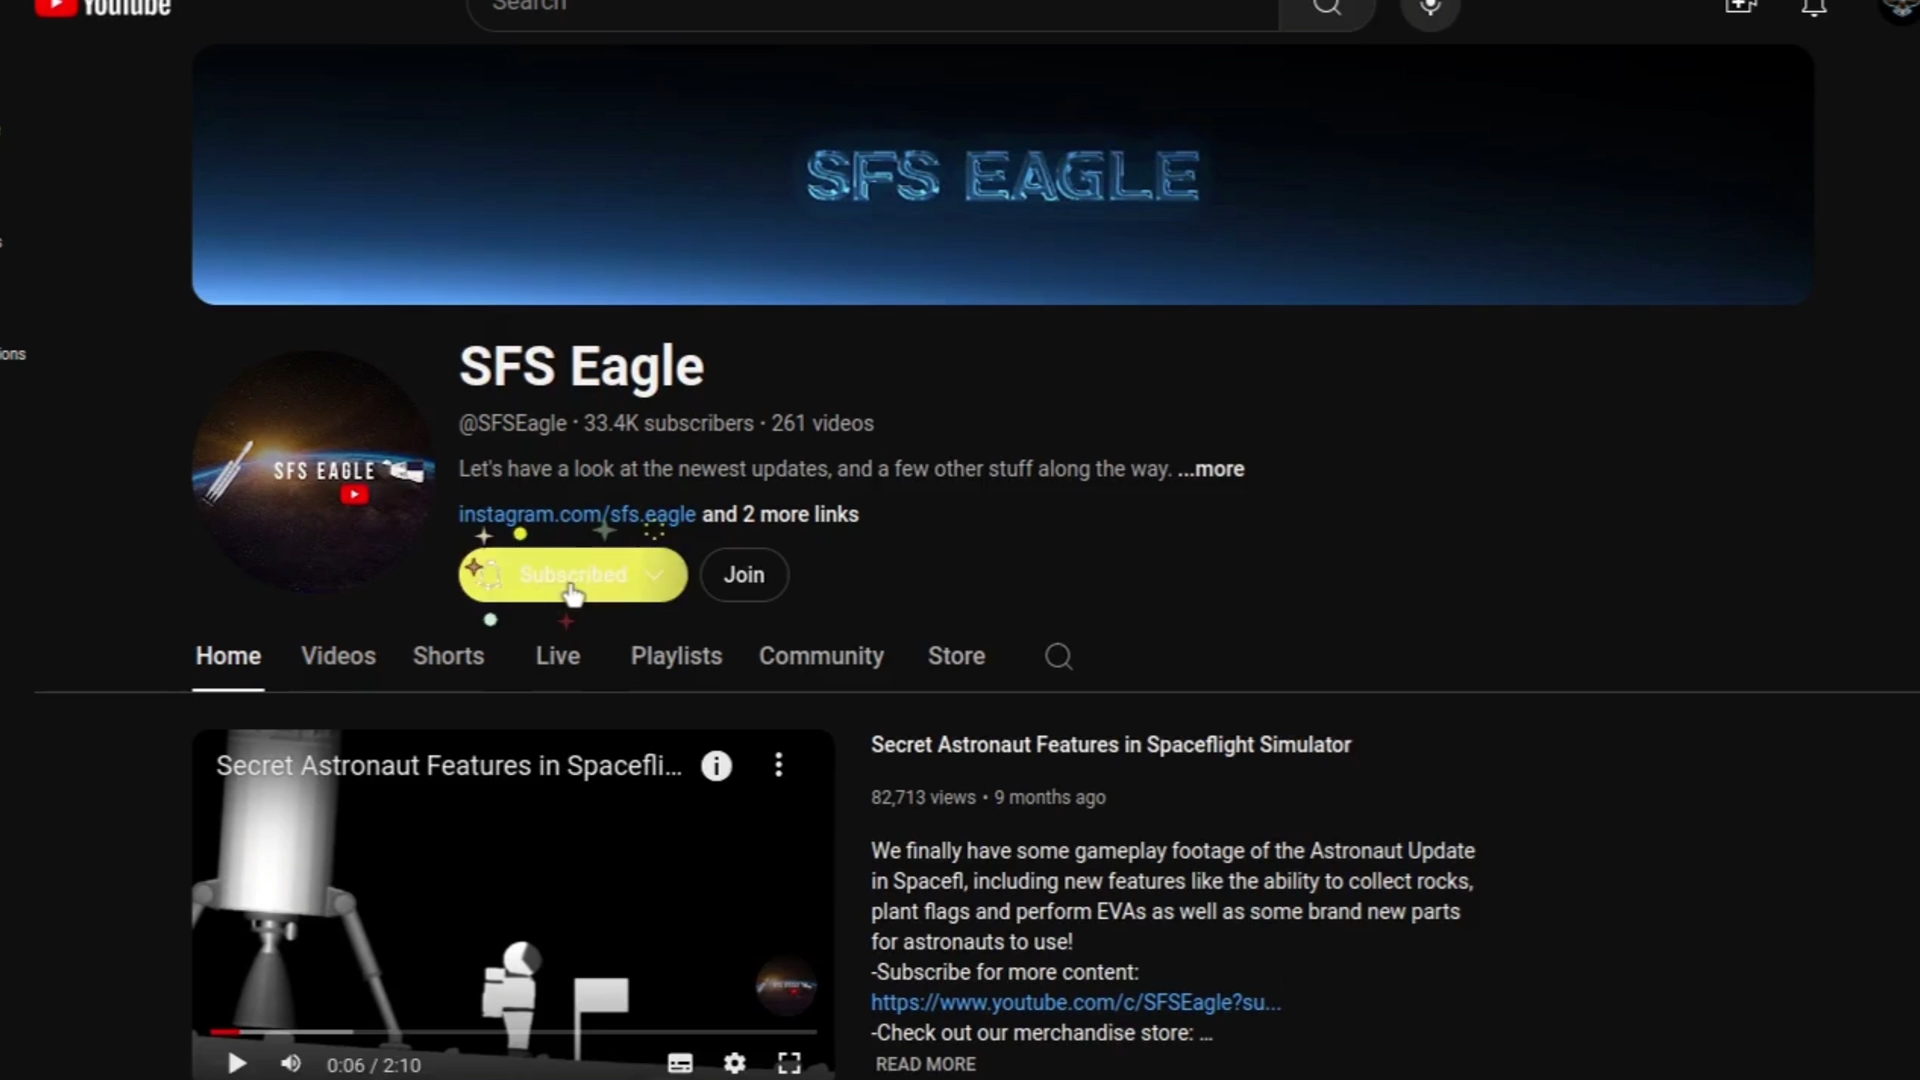 YouTube
Search
SFS EAGLE
SFS Eagle
@SFSEagle · 33.4K subscribers · 261 videos
Let's have a look at the newest updates, and a few other stuff along the way. ...more
instagram.com/sfs.eagle and 2 more links
SFS EAGLE
Subscribed
Join
Home Videos Shorts Live Playlists Community Store
Secret Astronaut Features in Spacefli...
Secret Astronaut Features in Spaceflight Simulator
82,713 views • 9 months ago
We finally have some gameplay footage of the Astronaut Update
in Spacefl, including new features like the ability to collect rocks,
plant flags and perform EVAs as well as some brand new parts
for astronauts to use!
-Subscribe for more content:
https://www.youtube.com/c/SFSEagle?su...
-Check out our merchandise store: ...
READ MORE
0:06 / 2:10